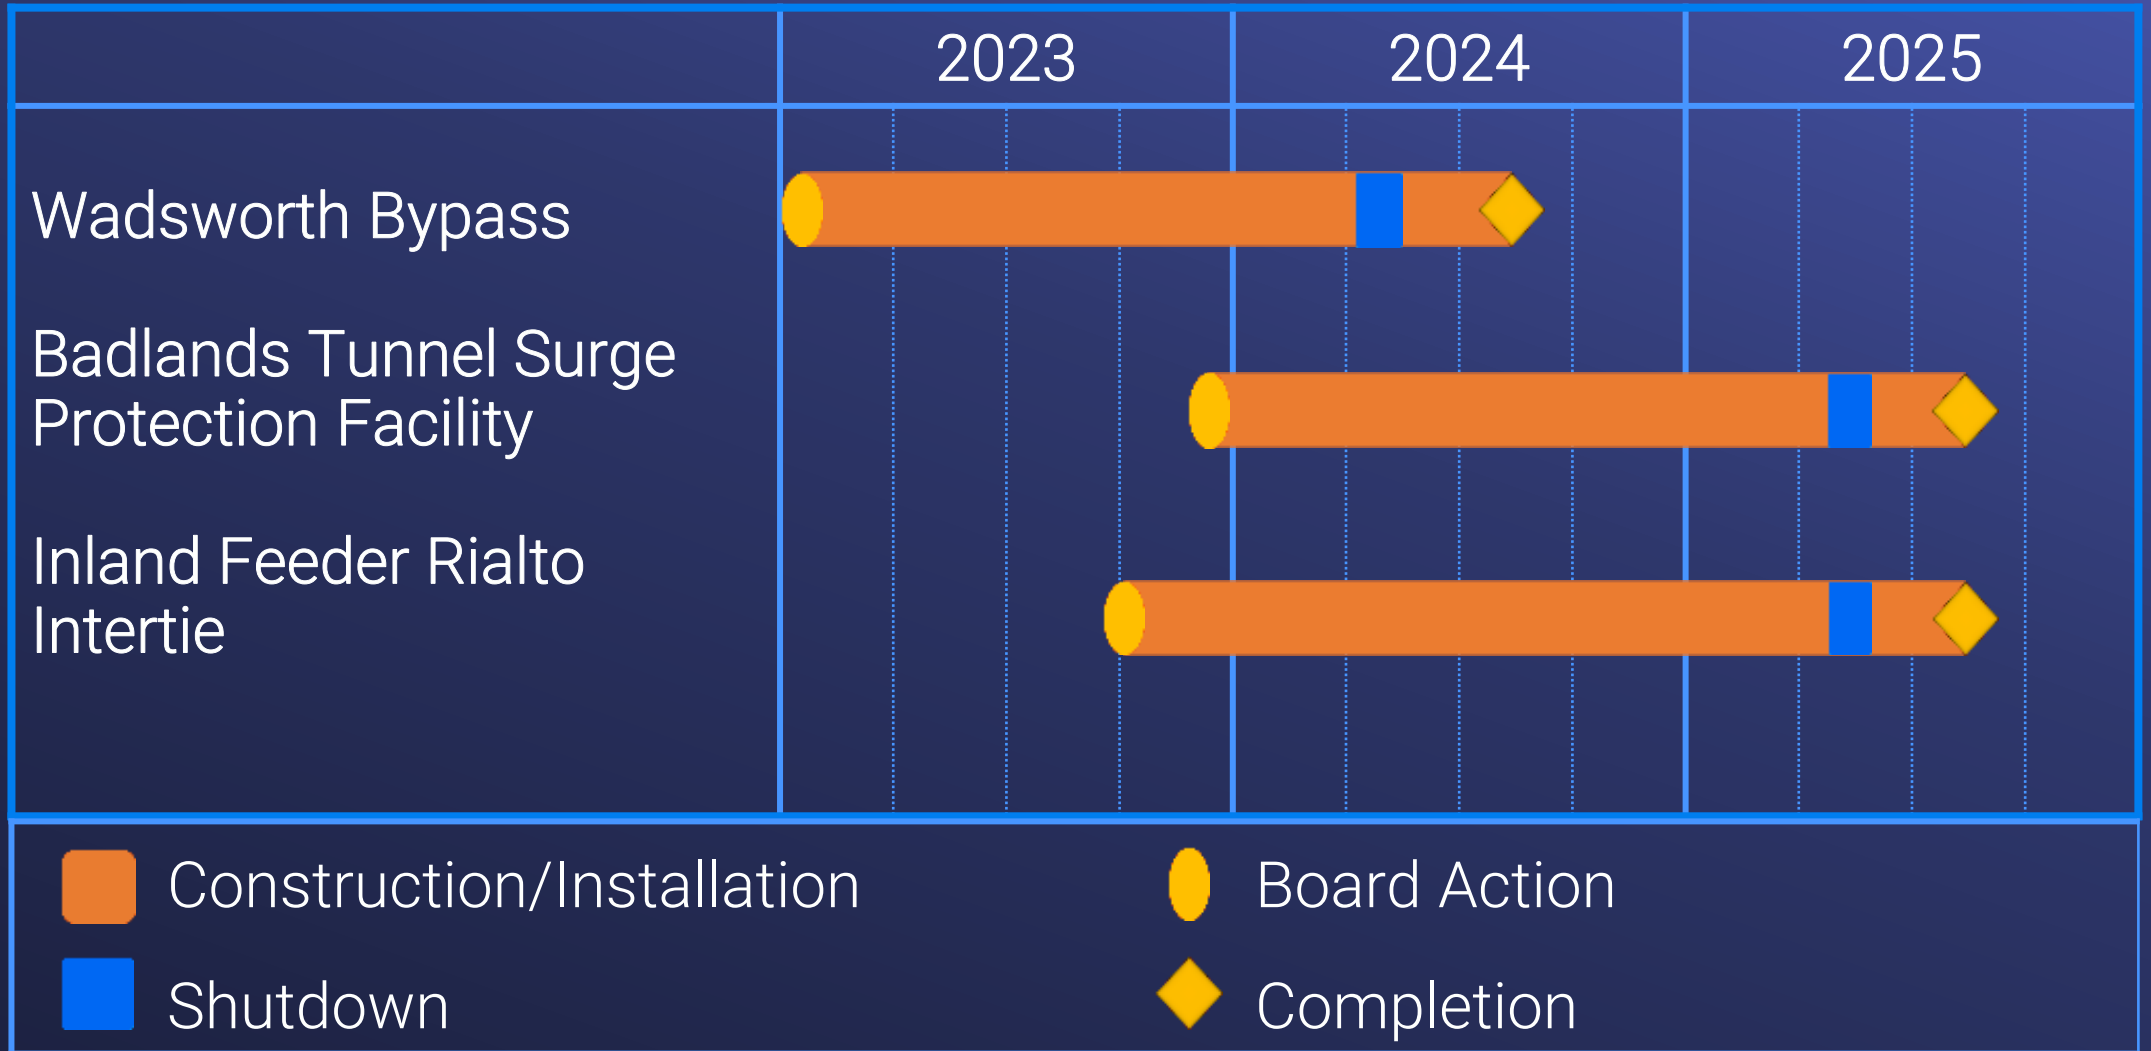 2023 2024 2025
Wadsworth Bypass
Badlands Tunnel Surge
Protection Facility
Inland Feeder Rialto
Intertie
Construction/Installation Board Action
Shutdown Completion